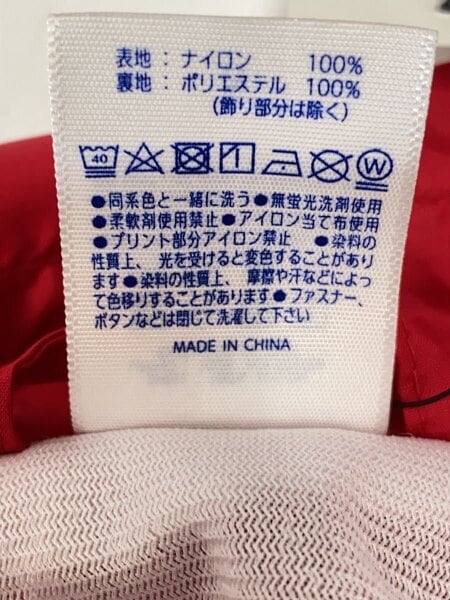 表地 : ナイロン 100%
裏地 : ポリエステル 100%
(飾り部分は除く)
40 W
●同系色と一緒に洗う●無蛍光洗剤使用
●柔軟剤使用禁止●アイロン当て布使用
●プリント部分アイロン禁止 ●染料の
性質上、光を受けると変色することがあり
ます●染料の性質上、摩擦や汗などによっ
て色移りすることがあります●ファスナー、
ボタンなどは閉じて洗濯して下さい
MADE IN CHINA